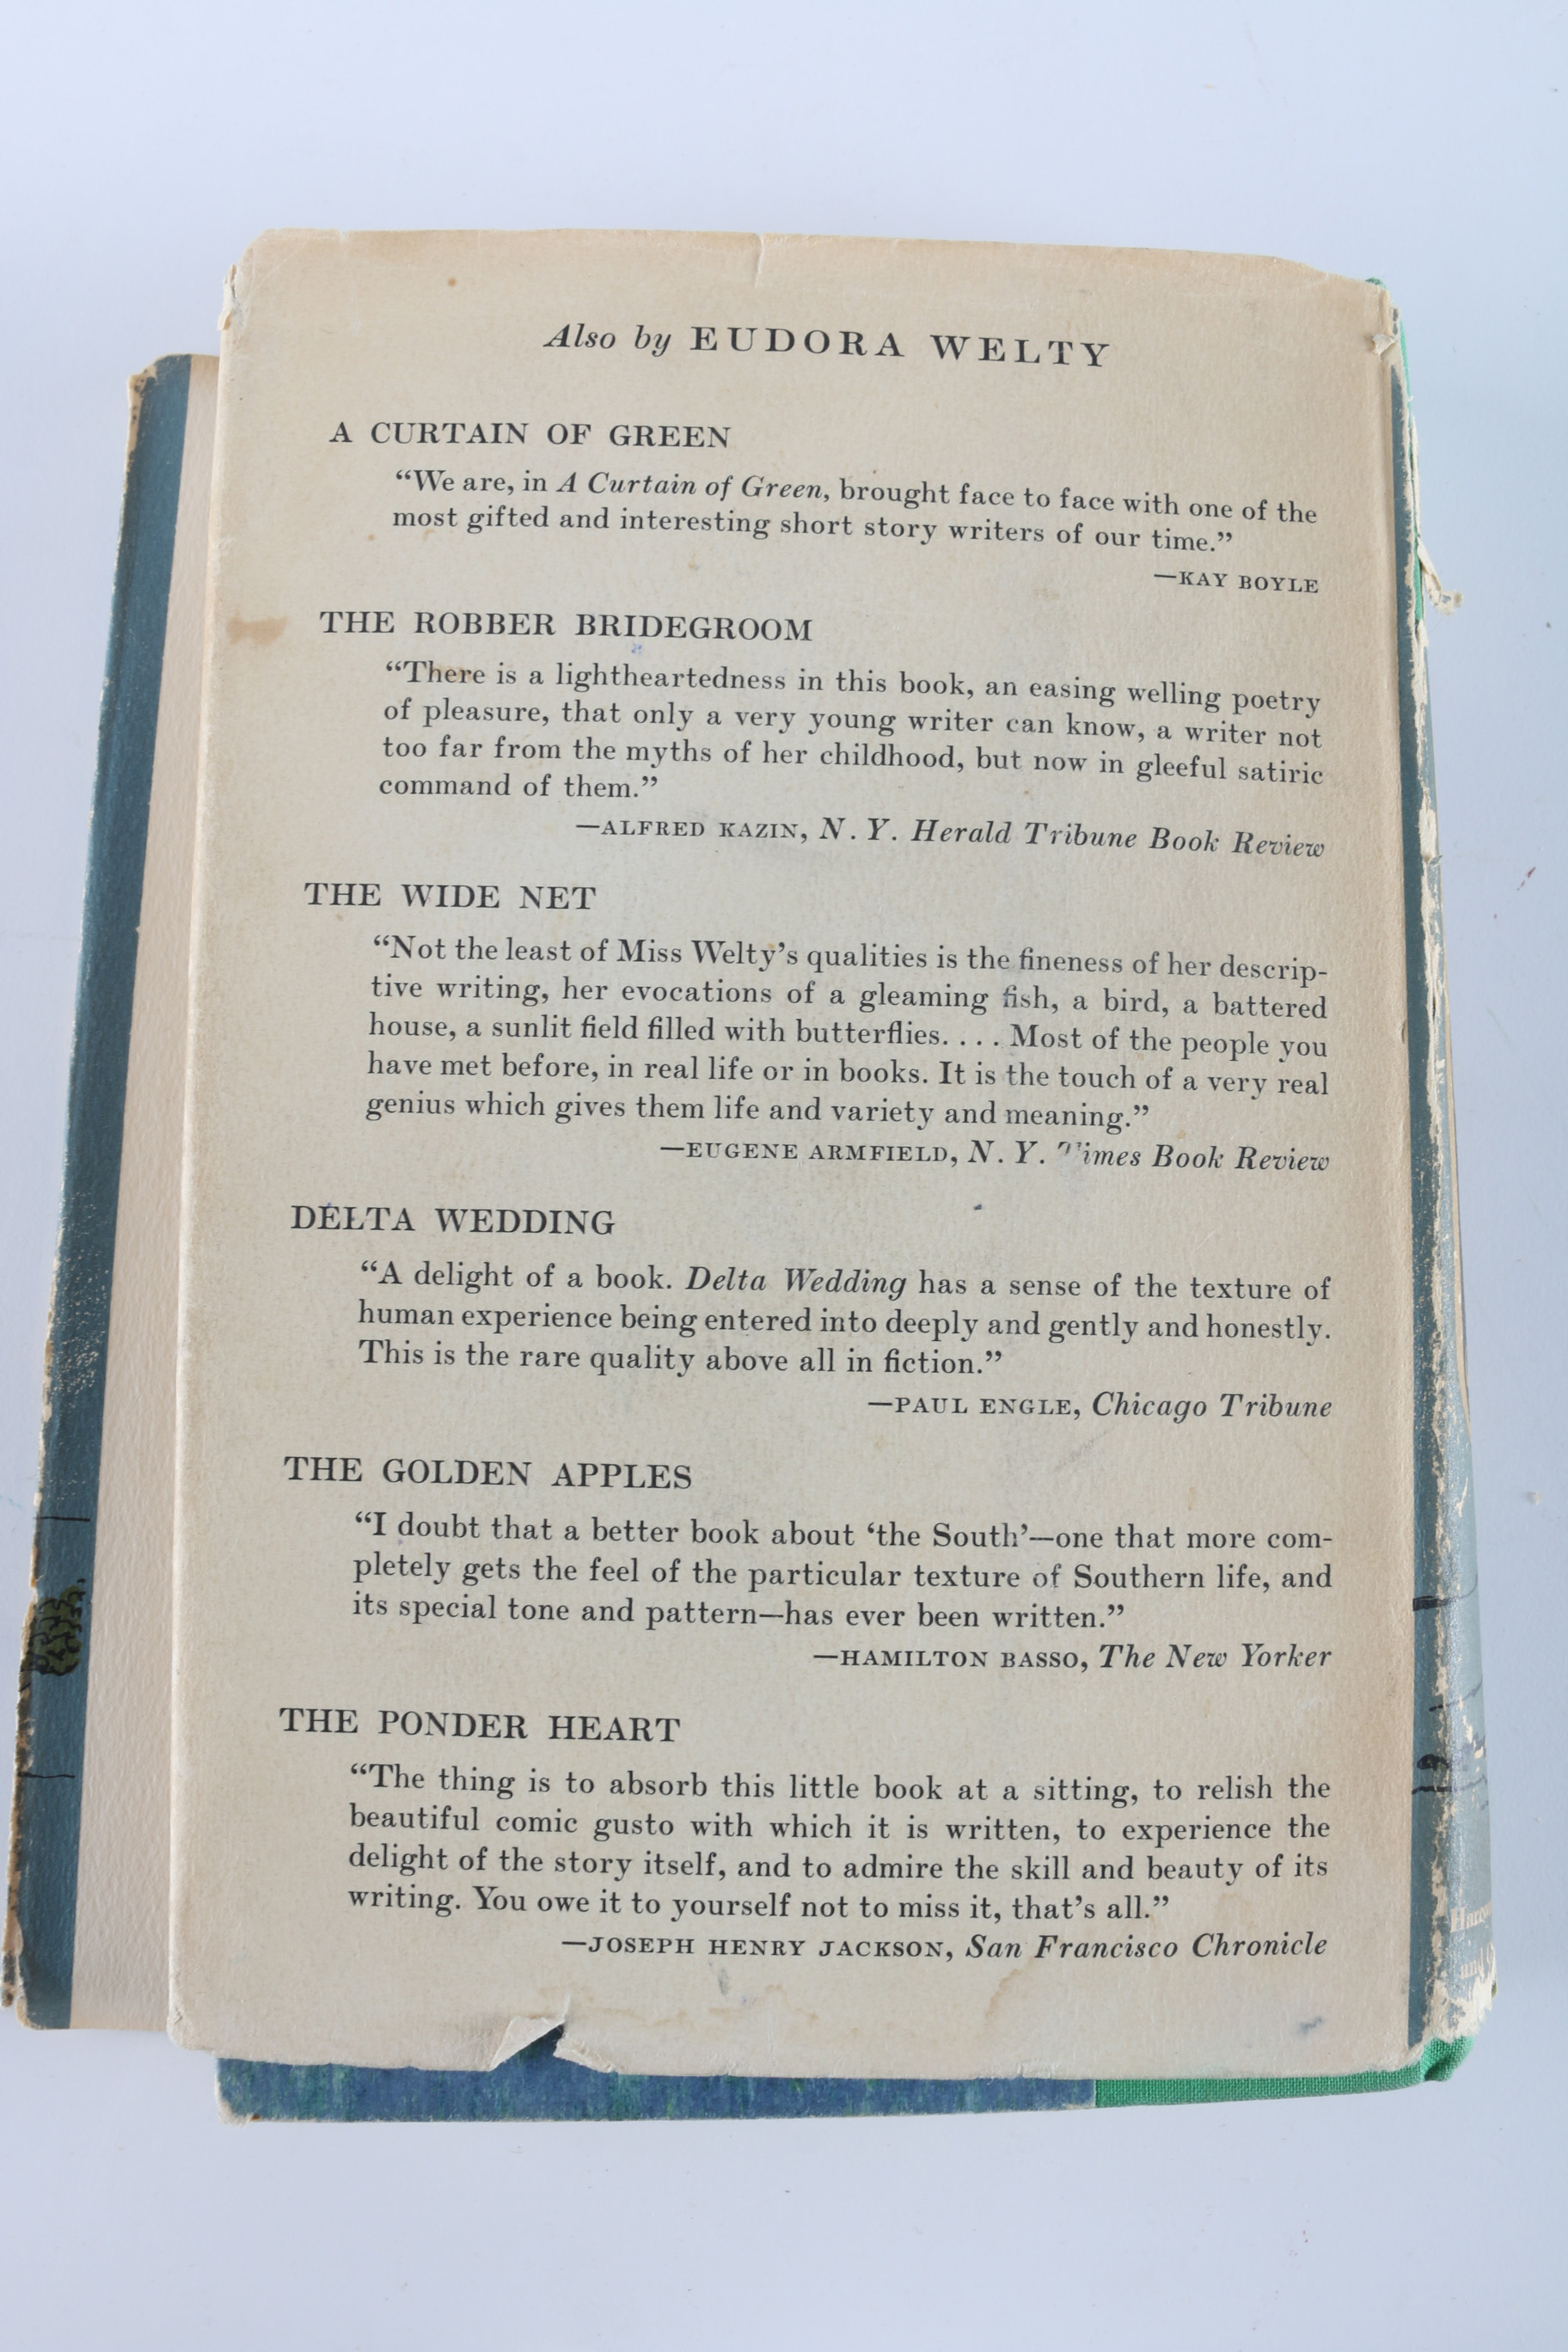 Also by EUDORA WELTY
A CURTAIN OF GREEN
“We are, in A Curtain of Green, brought face to face with one of the
most gifted and interesting short story writers of our time.”
—KAY BOYLE
THE ROBBER BRIDEGROOM
“There is a lightheartedness in this book, an easing welling poetry
of pleasure, that only a very young writer can know, a writer not
too far from the myths of her childhood, but now in gleeful satiric
command of them.”
—ALFRED KAZIN, N. Y. Herald Tribune Book Review
THE WIDE NET
“Not the least of Miss Welty’s qualities is the fineness of her descrip-
tive writing, her evocations of a gleaming fish, a bird, a battered
house, a sunlit field filled with butterflies. . . . Most of the people you
have met before, in real life or in books. It is the touch of a very real
genius which gives them life and variety and meaning.”
—EUGENE ARMFIELD, N. Y. Times Book Review
DELTA WEDDING
“A delight of a book. Delta Wedding has a sense of the texture of
human experience being entered into deeply and gently and honestly.
This is the rare quality above all in fiction.”
—PAUL ENGLE, Chicago Tribune
THE GOLDEN APPLES
“I doubt that a better book about ‘the South’—one that more com-
pletely gets the feel of the particular texture of Southern life, and
its special tone and pattern—has ever been written.”
—HAMILTON BASSO, The New Yorker
THE PONDER HEART
“The thing is to absorb this little book at a sitting, to relish the
beautiful comic gusto with which it is written, to experience the
delight of the story itself, and to admire the skill and beauty of its
writing. You owe it to yourself not to miss it, that’s all.”
—JOSEPH HENRY JACKSON, San Francisco Chronicle